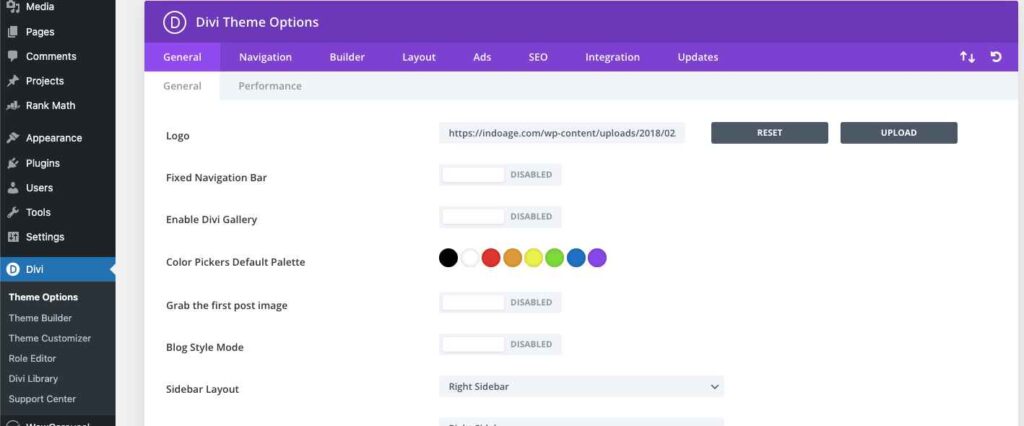 Media
Pages
Comments
Projects
Rank Math
Appearance
Plugins
Users
Tools
Settings
Divi
Theme Options
Theme Builder
Theme Customizer
Role Editor
Divi Library
Support Center
D Divi Theme Options
General Navigation Builder Layout Ads SEO Integration Updates
General Performance
Logo https://indoage.com/wp-content/uploads/2018/02 RESET UPLOAD
Fixed Navigation Bar DISABLED
Enable Divi Gallery DISABLED
Color Pickers Default Palette
Grab the first post image DISABLED
Blog Style Mode DISABLED
Sidebar Layout Right Sidebar